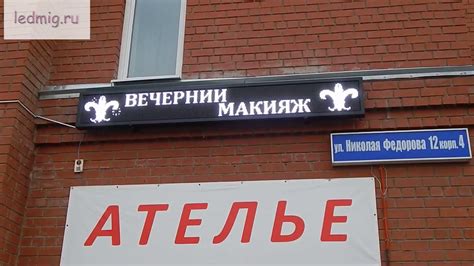 ledmig.ru
ВЕЧЕРНИИ
МАКИЯЖ
ул. Николая Федорова 12 корп. 4
АТЕЛЬЕ